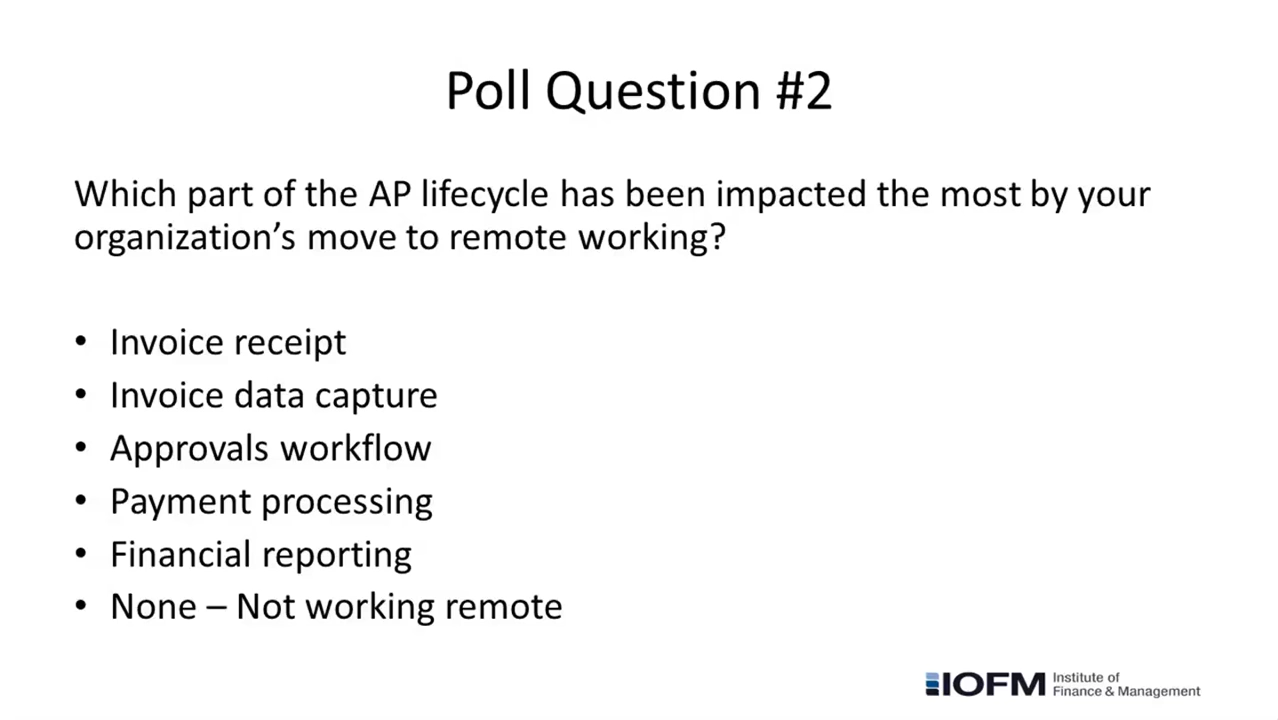 Poll Question #2
Which part of the AP lifecycle has been impacted the most by your
organization’s move to remote working?
• Invoice receipt
• Invoice data capture
• Approvals workflow
• Payment processing
• Financial reporting
• None – Not working remote
IOFM Institute of
Finance & Management